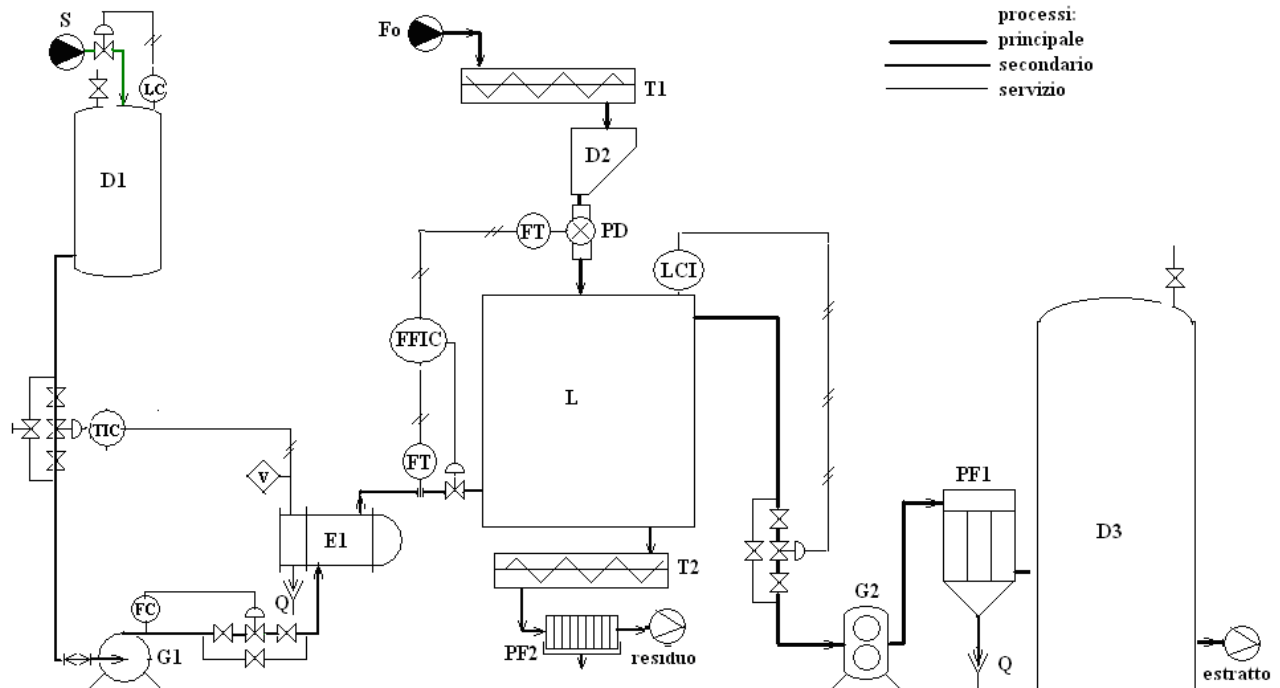 S
LC
D1
TIC
V
E1
Q
FC
G1
Fo
T1
D2
FT
PD
LCI
FFIC
L
FT
T2
PF2
residuo
G2
PF1
Q
D3
estratto
processi:
principale
secondario
servizio